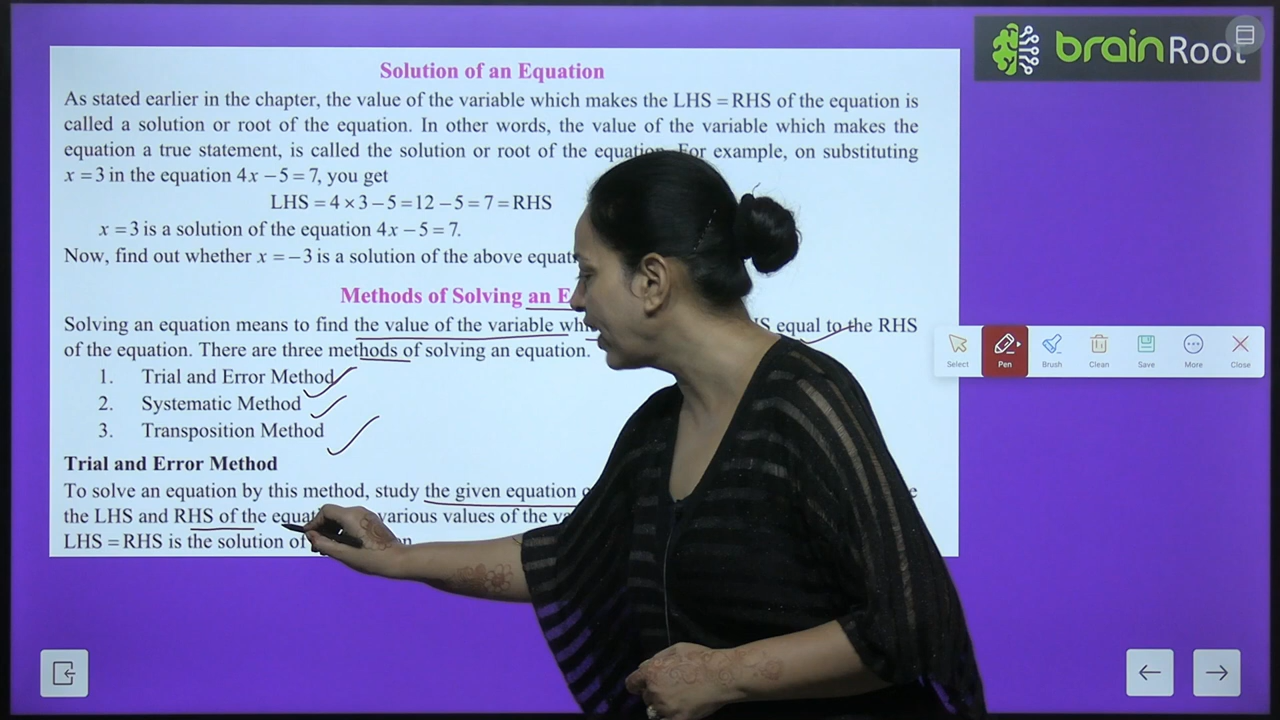 brainRoot
Solution of an Equation
As stated earlier in the chapter, the value of the variable which makes the LHS = RHS of the equation is
called a solution or root of the equation. In other words, the value of the variable which makes the
equation a true statement, is called the solution or root of the equation. For example, on substituting
x = 3 in the equation 4x − 5 = 7, you get
LHS = 4 × 3 − 5 = 12 − 5 = 7 = RHS
x = 3 is a solution of the equation 4x − 5 = 7.
Now, find out whether x = −3 is a solution of the above
Methods of Solving an
Solving an equation means to find the value of the variable equal to the RHS
of the equation. There are three methods of solving an equation.
1. Trial and Error Method
2. Systematic Method
3. Transposition Method
Trial and Error Method
To solve an equation by this method, study the given equation
the LHS and RHS of the various values of the
LHS = RHS is the solution of
Select
Pen
Brush
Clean
Save
More
Close